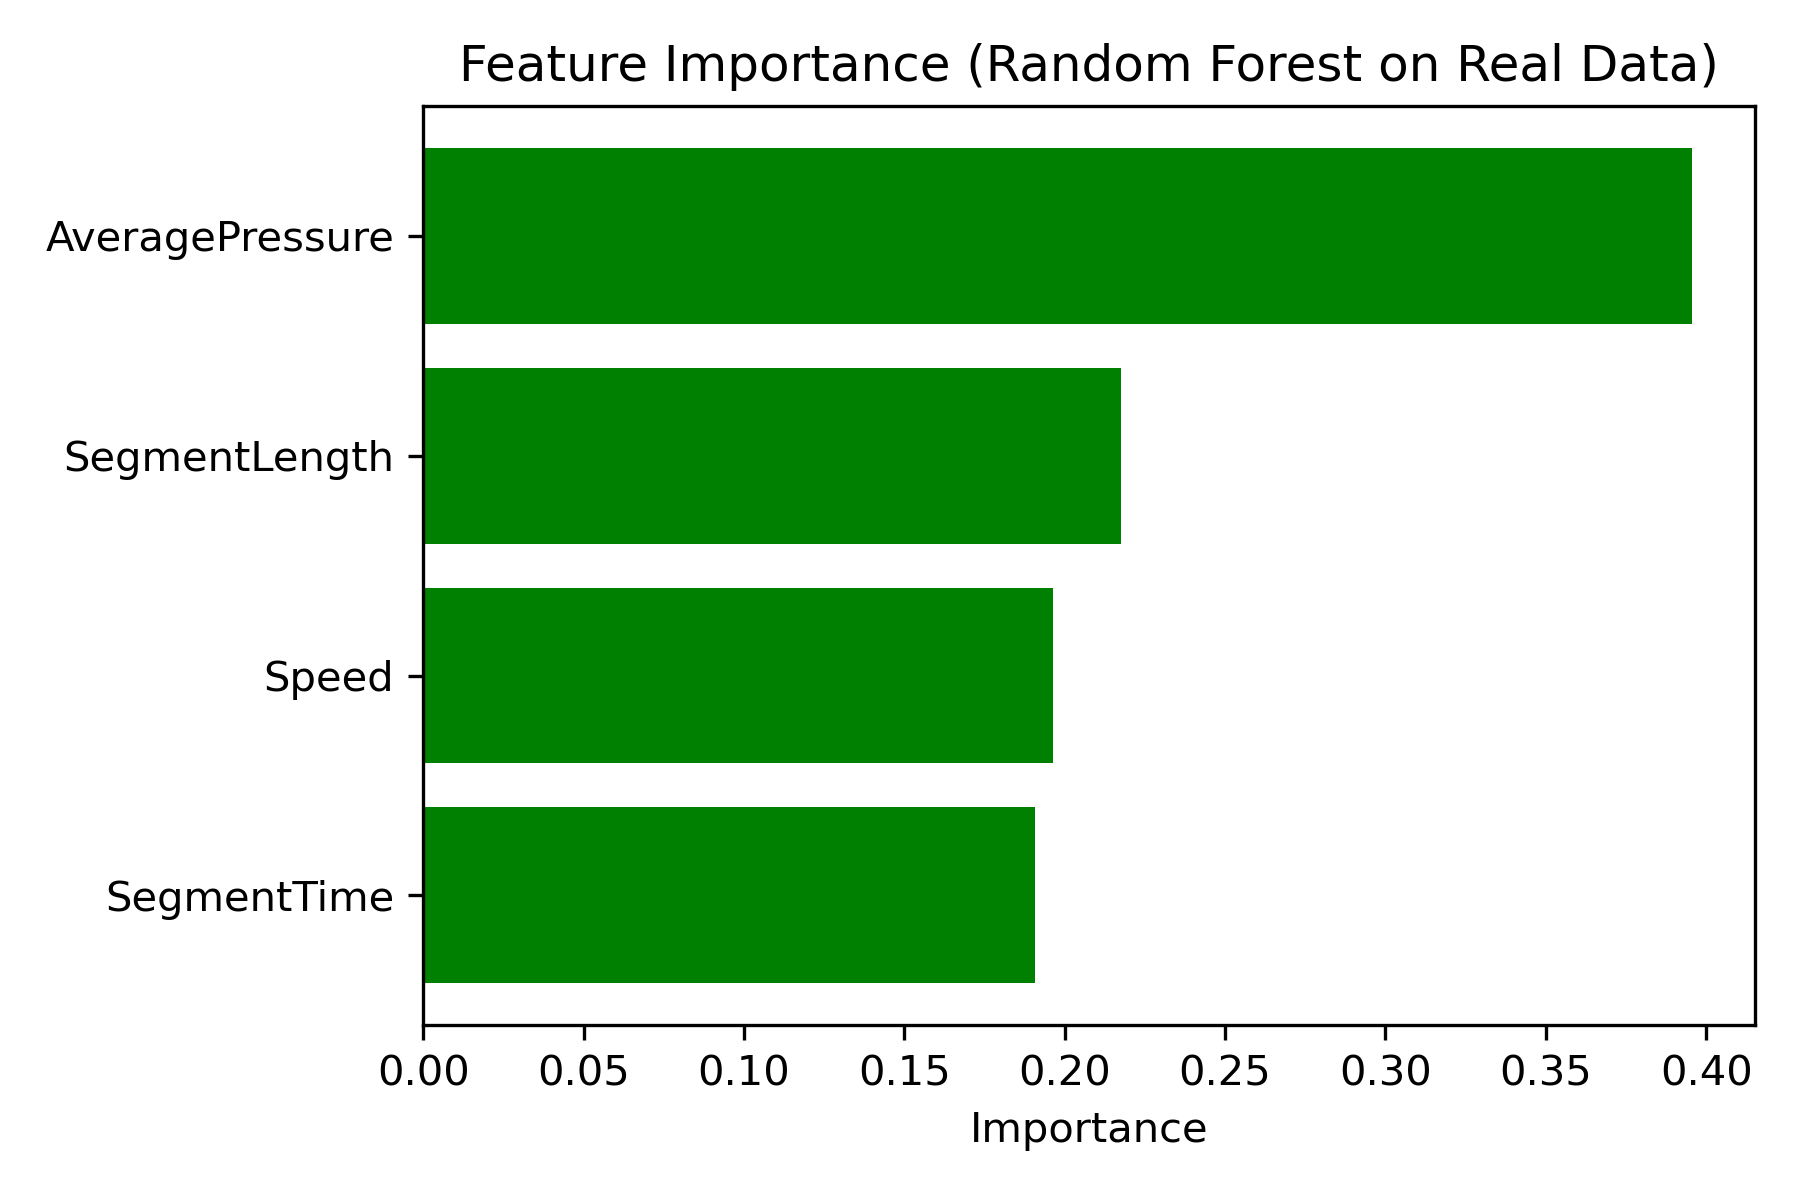 Feature Importance (Random Forest on Real Data)
AveragePressure
SegmentLength
Speed
SegmentTime
0.00 0.05 0.10 0.15 0.20 0.25 0.30 0.35 0.40
Importance